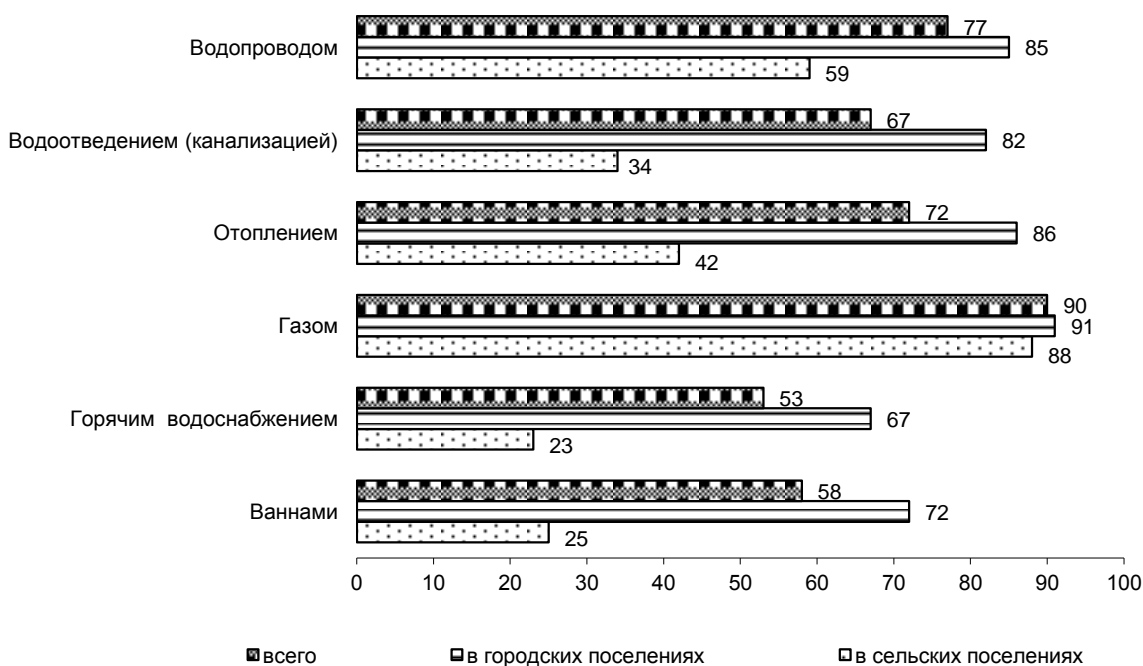 77
Водопроводом
85
59
67
Водоотведением (канализацией)
82
34
72
Отоплением
86
42
90
Газом
91
88
53
Горячим водоснабжением
67
23
58
Ваннами
72
25
0 10 20 30 40 50 60 70 80 90 100
всего в городских поселениях в сельских поселениях